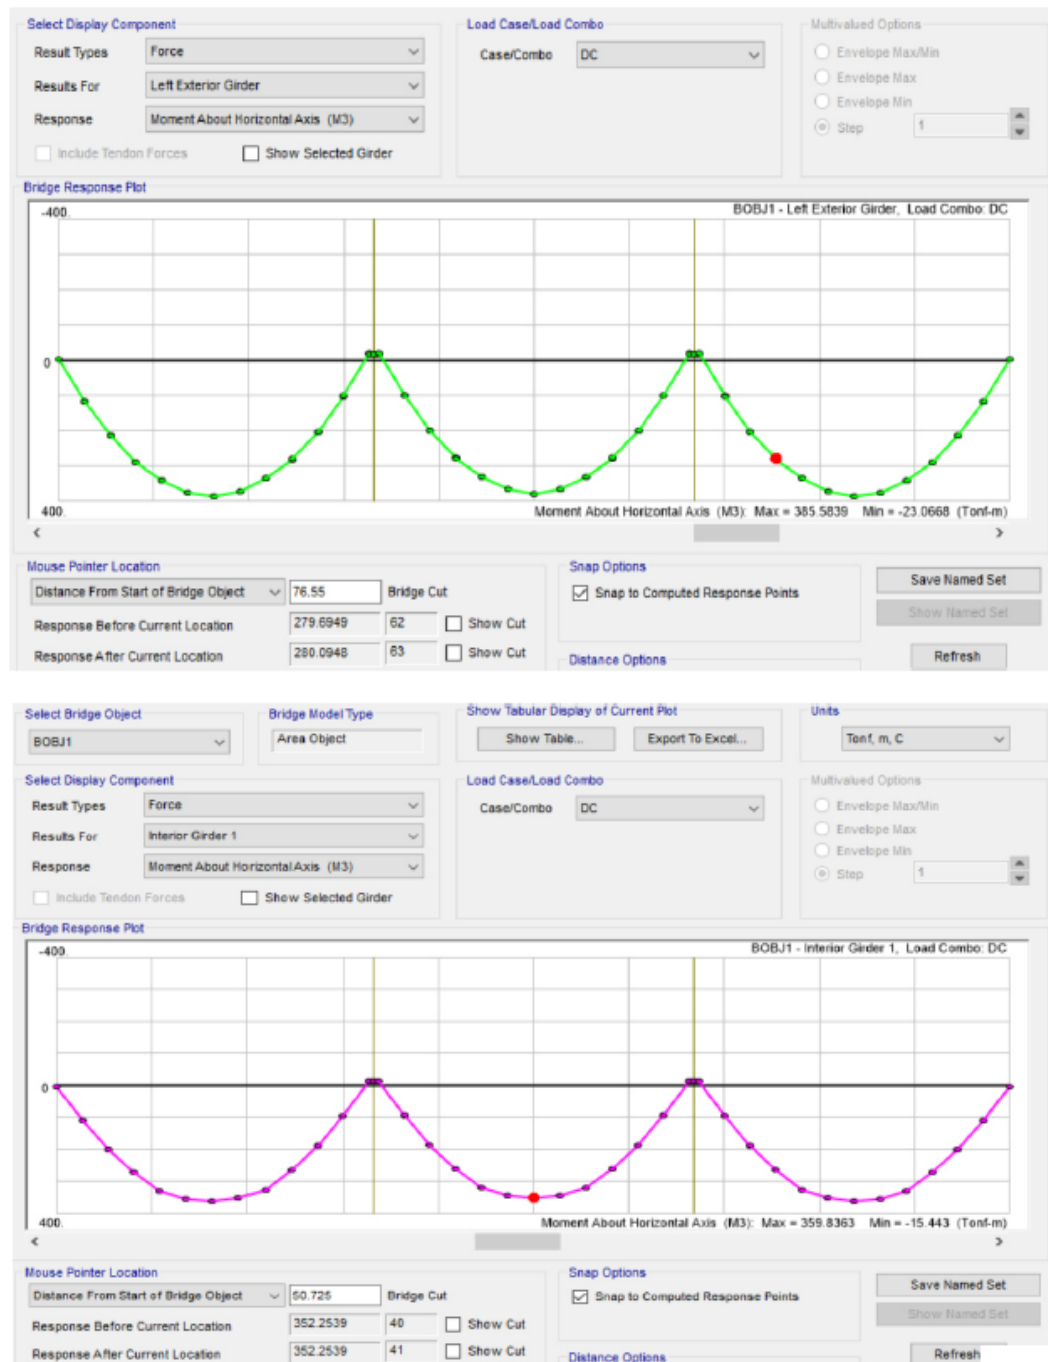 Select Display Component
Load Case/Load Combo
Multivalued Options
Result Types Force
Case/Combo DC
Envelope Max/Min
Results For Left Exterior Girder
Envelope Max
Envelope Min
Response Moment About Horizontal Axis (M3)
Step 1
Include Tendon Forces Show Selected Girder
Bridge Response Plot
-400.
BOBJ1 - Left Exterior Girder, Load Combo: DC
0
400.
Moment About Horizontal Axis (M3): Max = 385.5839 Min = -23.0668 (Tonf-m)
Mouse Pointer Location
Snap Options
Distance From Start of Bridge Object 76.55 Bridge Cut
Snap to Computed Response Points
Save Named Set
Response Before Current Location 279.6949 62 Show Cut
Show Named Set
Response After Current Location 280.0948 63 Show Cut
Distance Options
Refresh
Select Bridge Object
Bridge Model Type
Show Tabular Display of Current Plot
Units
BOBJ1
Area Object
Show Table...
Export To Excel...
Tonf, m, C
Select Display Component
Load Case/Load Combo
Multivalued Options
Result Types Force
Case/Combo DC
Envelope Max/Min
Results For Interior Girder 1
Envelope Max
Envelope Min
Response Moment About Horizontal Axis (M3)
Step 1
Include Tendon Forces Show Selected Girder
Bridge Response Plot
-400.
BOBJ1 - Interior Girder 1, Load Combo: DC
0
400.
Moment About Horizontal Axis (M3): Max = 359.8363 Min = -15.443 (Tonf-m)
Mouse Pointer Location
Snap Options
Distance From Start of Bridge Object 50.725 Bridge Cut
Snap to Computed Response Points
Save Named Set
Response Before Current Location 352.2539 40 Show Cut
Show Named Set
Response After Current Location 352.2539 41 Show Cut
Distance Options
Refresh